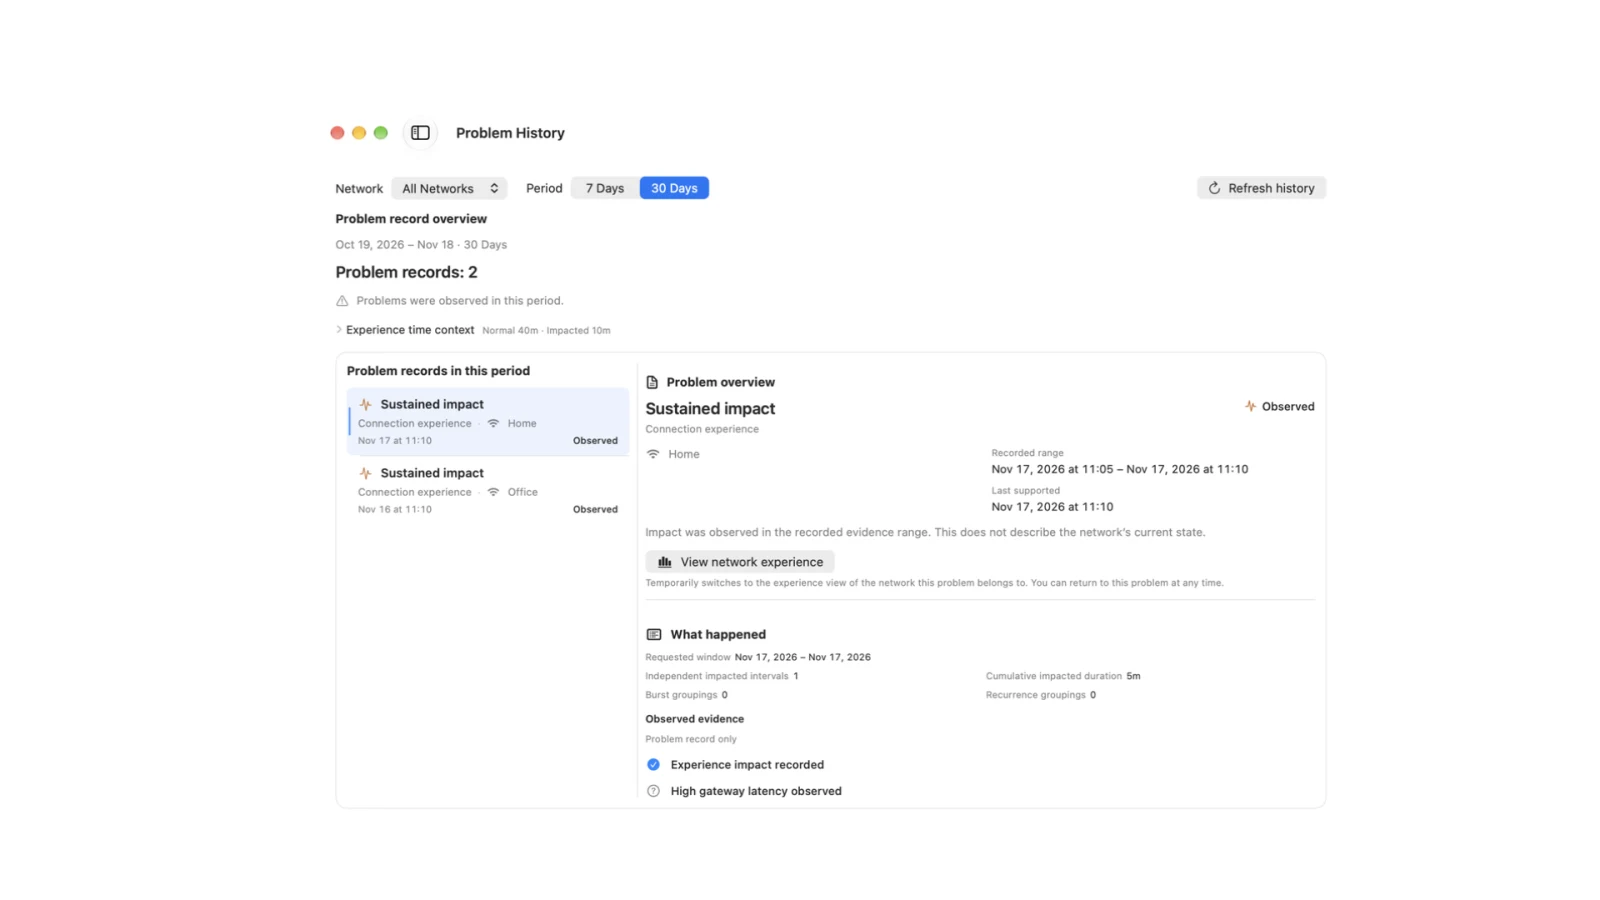 Problem History
Network All Networks Period 7 Days 30 Days Refresh history
Problem record overview
Oct 19, 2026 – Nov 18 · 30 Days
Problem records: 2
Problems were observed in this period.
Experience time context Normal 40m · Impacted 10m
Problem records in this period
Sustained impact
Connection experience · Home
Nov 17 at 11:10 Observed
Sustained impact
Connection experience · Office
Nov 16 at 11:10 Observed
Problem overview
Sustained impact Observed
Connection experience
Home
Recorded range
Nov 17, 2026 at 11:05 – Nov 17, 2026 at 11:10
Last supported
Nov 17, 2026 at 11:10
Impact was observed in the recorded evidence range. This does not describe the network's current state.
View network experience
Temporarily switches to the experience view of the network this problem belongs to. You can return to this problem at any time.
What happened
Requested window Nov 17, 2026 – Nov 17, 2026
Independent impacted intervals 1 Cumulative impacted duration 5m
Burst groupings 0 Recurrence groupings 0
Observed evidence
Problem record only
Experience impact recorded
High gateway latency observed